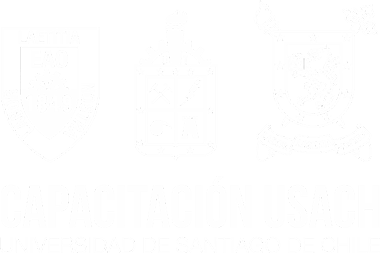 CAPACITACIÓN USACH
UNIVERSIDAD DE SANTIAGO DE CHILE